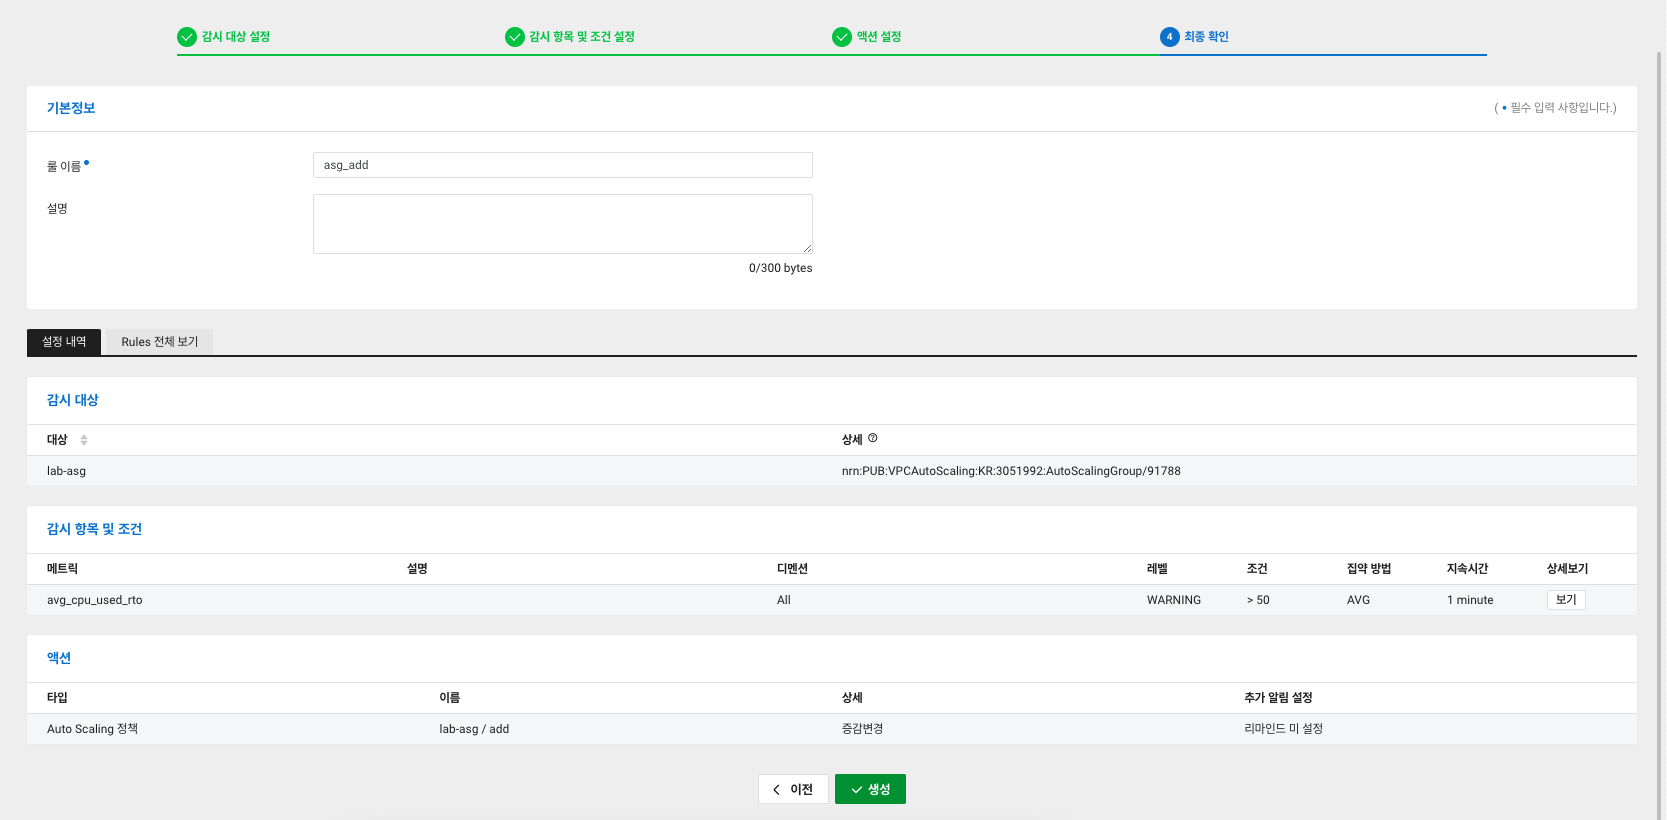 감시 대상 설정
감시 항목 및 조건 설정
액션 설정
4 최종 확인
기본정보
( • 필수 입력 사항입니다.)
룰 이름 •
asg_add
설명
0/300 bytes
설정 내역
Rules 전체 보기
감시 대상
대상 상세
lab-asg nrn:PUB:VPCAutoScaling:KR:3051992:AutoScalingGroup/91788
감시 항목 및 조건
메트릭 설명 디멘션 레벨 조건 집약 방법 지속시간 상세보기
avg_cpu_used_rto All WARNING > 50 AVG 1 minute 보기
액션
타입 이름 상세 추가 알림 설정
Auto Scaling 정책 lab-asg / add 증감변경 리마인드 미 설정
이전
생성